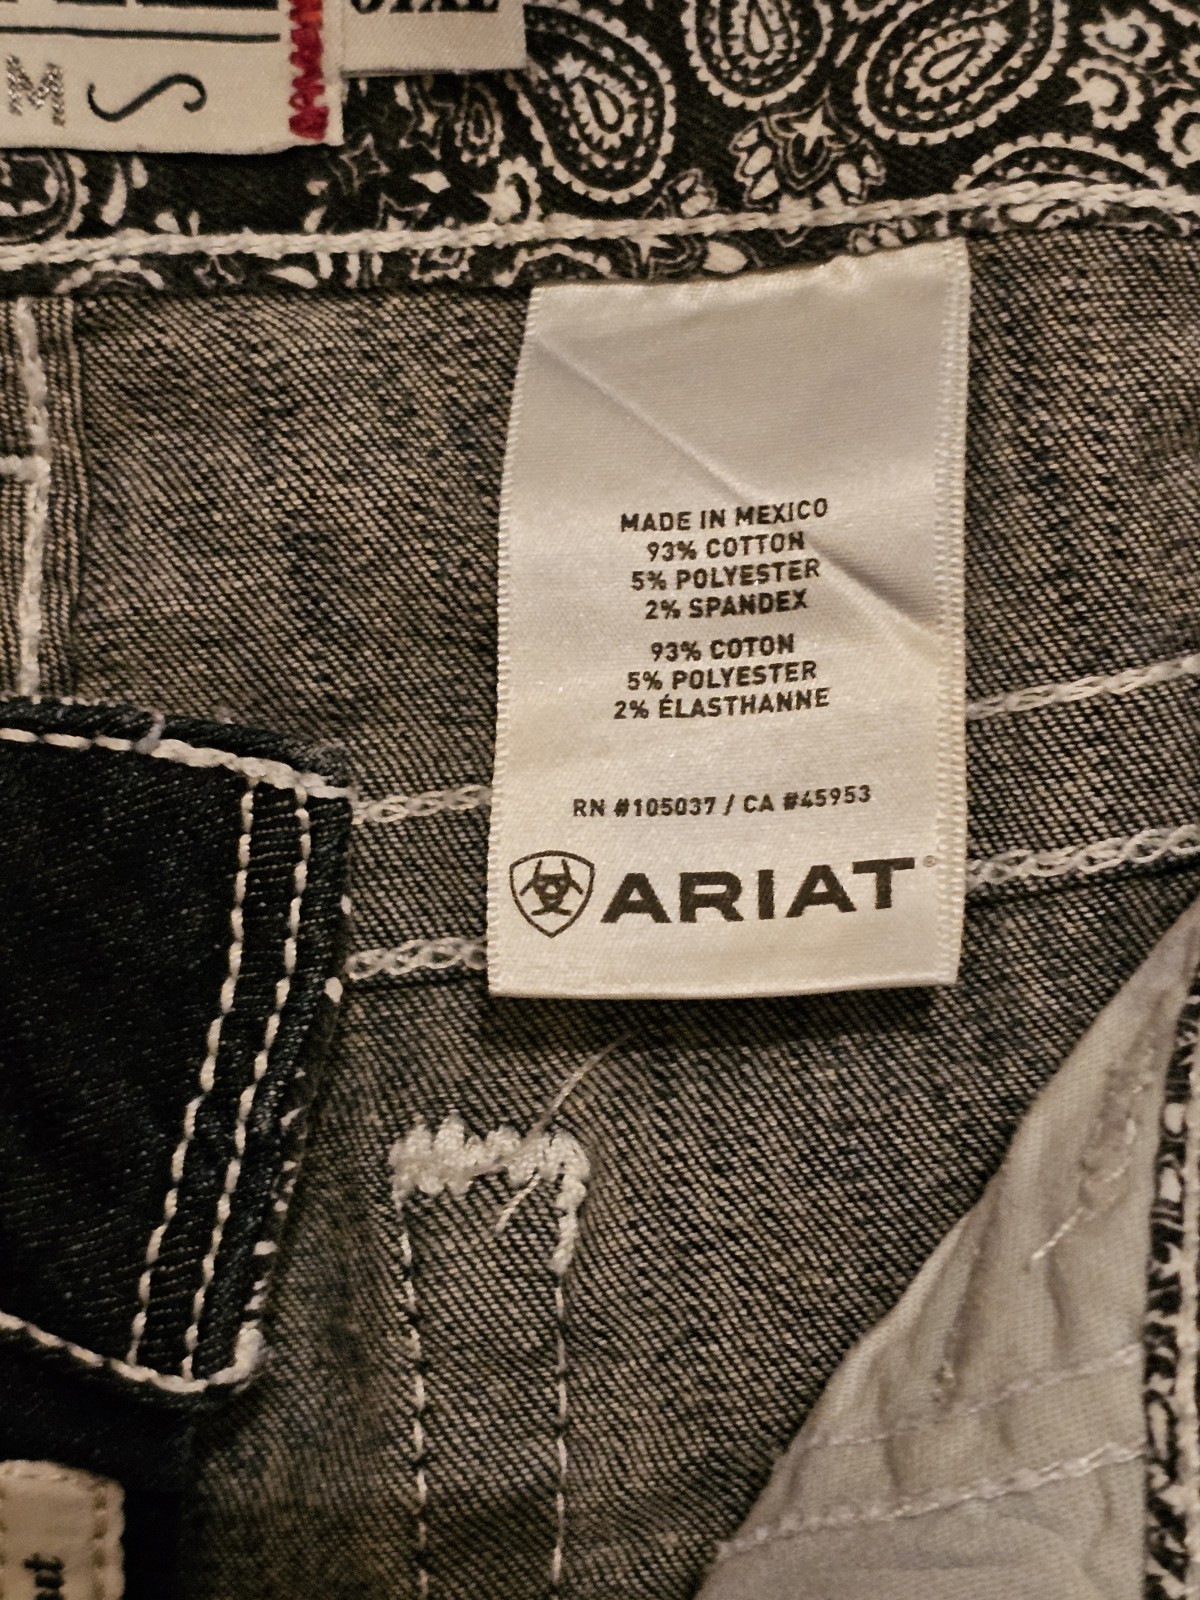 MADE IN MEXICO
93% COTTON
5% POLYESTER
2% SPANDEX
93% COTON
5% POLYESTER
2% ÉLASTHANNE
RN #105037 / CA #45953
ARIAT®